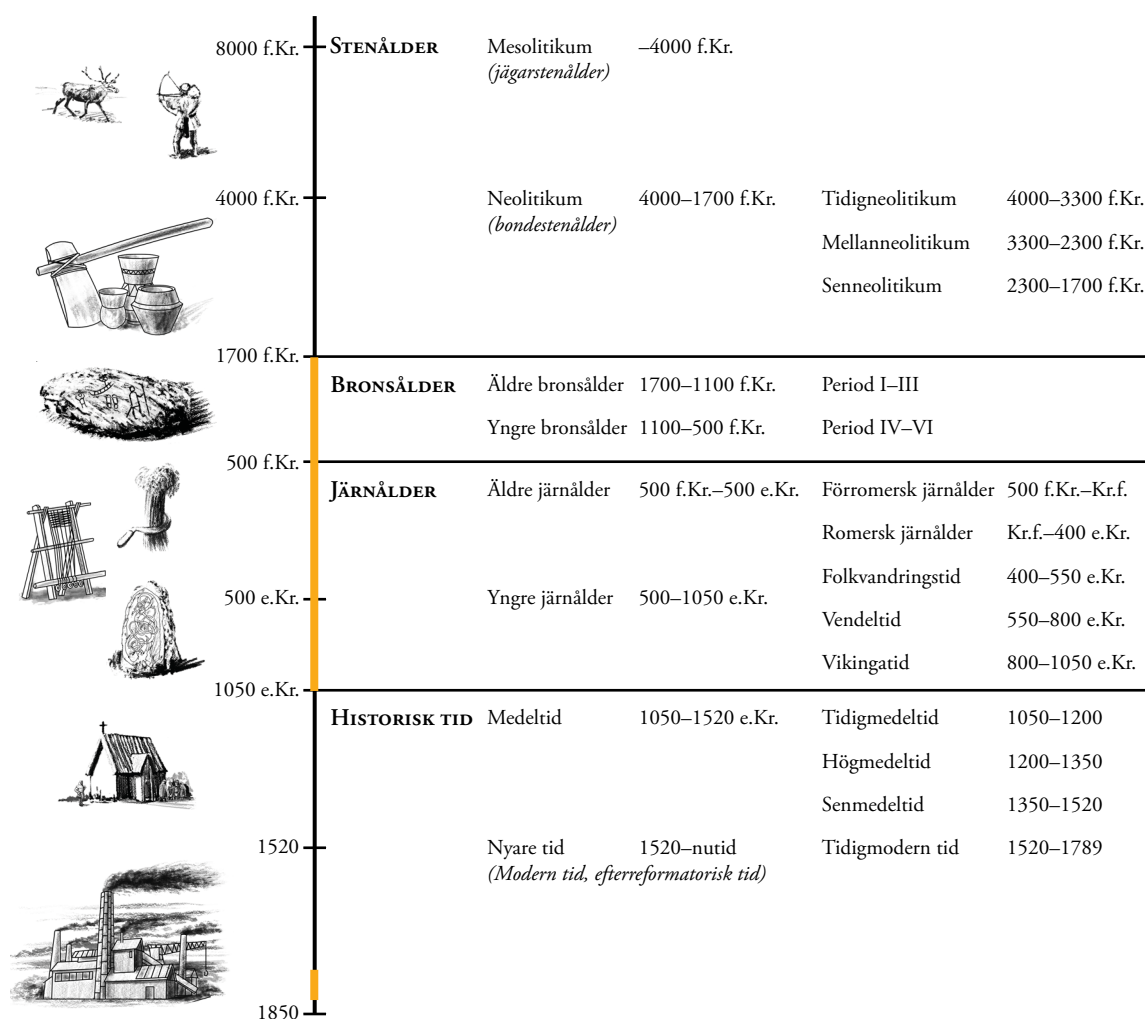 8000 f.Kr. STENÅLDER Mesolitikum –4000 f.Kr.
(jägarstenålder)
4000 f.Kr. Neolitikum 4000–1700 f.Kr. Tidigneolitikum 4000–3300 f.Kr.
(bondestenålder)
Mellanneolitikum 3300–2300 f.Kr.
Senneolitikum 2300–1700 f.Kr.
1700 f.Kr.
BRONSÅLDER Äldre bronsålder 1700–1100 f.Kr. Period I–III
Yngre bronsålder 1100–500 f.Kr. Period IV–VI
500 f.Kr.
JÄRNÅLDER Äldre järnålder 500 f.Kr.–500 e.Kr. Förromersk järnålder 500 f.Kr.–Kr.f.
Romersk järnålder Kr.f.–400 e.Kr.
Folkvandringstid 400–550 e.Kr.
500 e.Kr. Yngre järnålder 500–1050 e.Kr.
Vendeltid 550–800 e.Kr.
Vikingatid 800–1050 e.Kr.
1050 e.Kr.
HISTORISK TID Medeltid 1050–1520 e.Kr. Tidigmedeltid 1050–1200
Högmedeltid 1200–1350
Senmedeltid 1350–1520
1520 Nyare tid 1520–nutid Tidigmodern tid 1520–1789
(Modern tid, efterreformatorisk tid)
1850